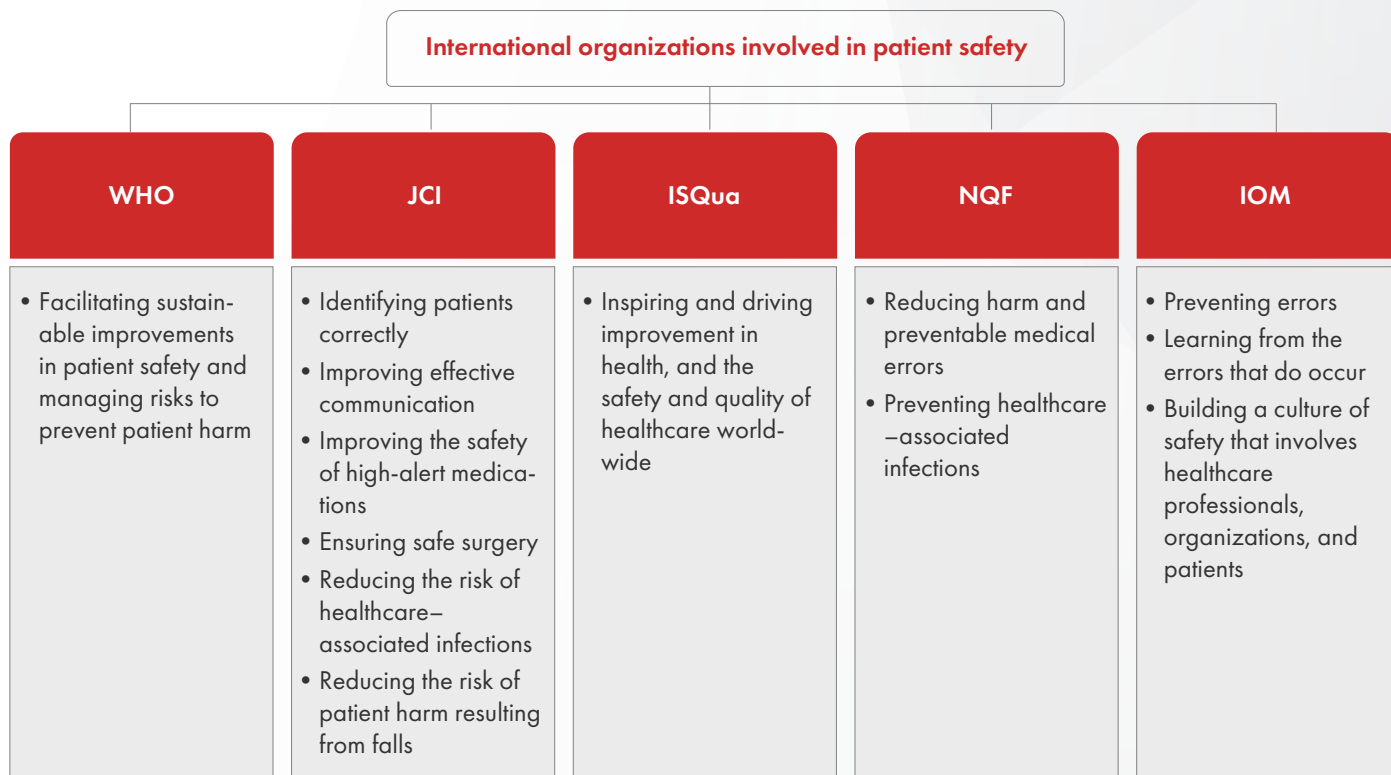 International organizations involved in patient safety
WHO
• Facilitating sustain-
able improvements
in patient safety and
managing risks to
prevent patient harm
JCI
• Identifying patients
correctly
• Improving effective
communication
• Improving the safety
of high-alert medica-
tions
• Ensuring safe surgery
• Reducing the risk of
healthcare–
associated infections
• Reducing the risk of
patient harm resulting
from falls
ISQua
• Inspiring and driving
improvement in
health, and the
safety and quality of
healthcare world-
wide
NQF
• Reducing harm and
preventable medical
errors
• Preventing healthcare
–associated
infections
IOM
• Preventing errors
• Learning from the
errors that do occur
• Building a culture of
safety that involves
healthcare
professionals,
organizations, and
patients